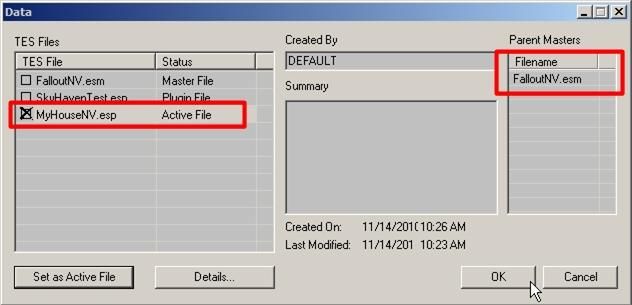 Data
TES Files
TES File Status
FalloutNV.esm Master File
SkyHavenTest.esp Plugin File
MyHouseNV.esp Active File
Set as Active File
Details...
Created By
DEFAULT
Summary
Created On: 11/14/2010 10:26 AM
Last Modified: 11/14/201 10:23 AM
Parent Masters
Filename
FalloutNV.esm
OK
Cancel